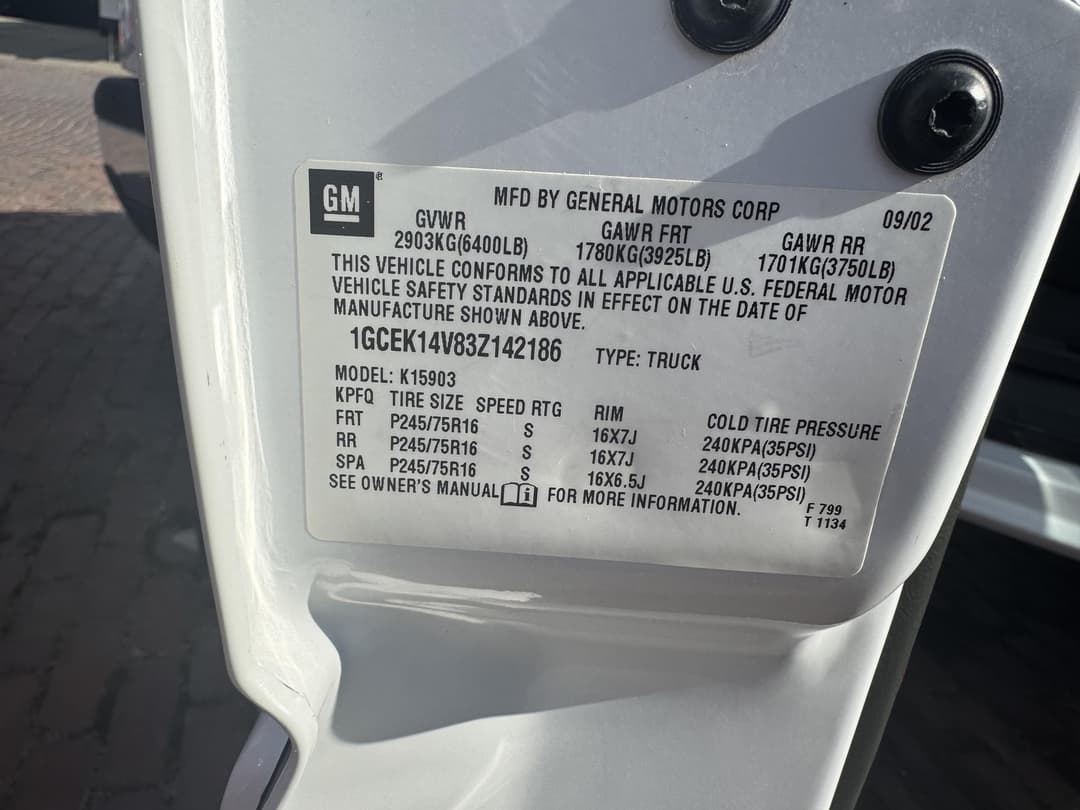 GM
®
MFD BY GENERAL MOTORS CORP 09/02
GVWR GAWR FRT GAWR RR
2903KG(6400LB) 1780KG(3925LB) 1701KG(3750LB)
THIS VEHICLE CONFORMS TO ALL APPLICABLE U.S. FEDERAL MOTOR
VEHICLE SAFETY STANDARDS IN EFFECT ON THE DATE OF
MANUFACTURE SHOWN ABOVE.
1GCEK14V83Z142186 TYPE: TRUCK
MODEL: K15903
KPFQ TIRE SIZE SPEED RTG RIM COLD TIRE PRESSURE
FRT P245/75R16 S 16X7J 240KPA(35PSI)
RR P245/75R16 S 16X7J 240KPA(35PSI)
SPA P245/75R16 S 16X6.5J 240KPA(35PSI)
SEE OWNER'S MANUAL i FOR MORE INFORMATION.
F 799
T 1134